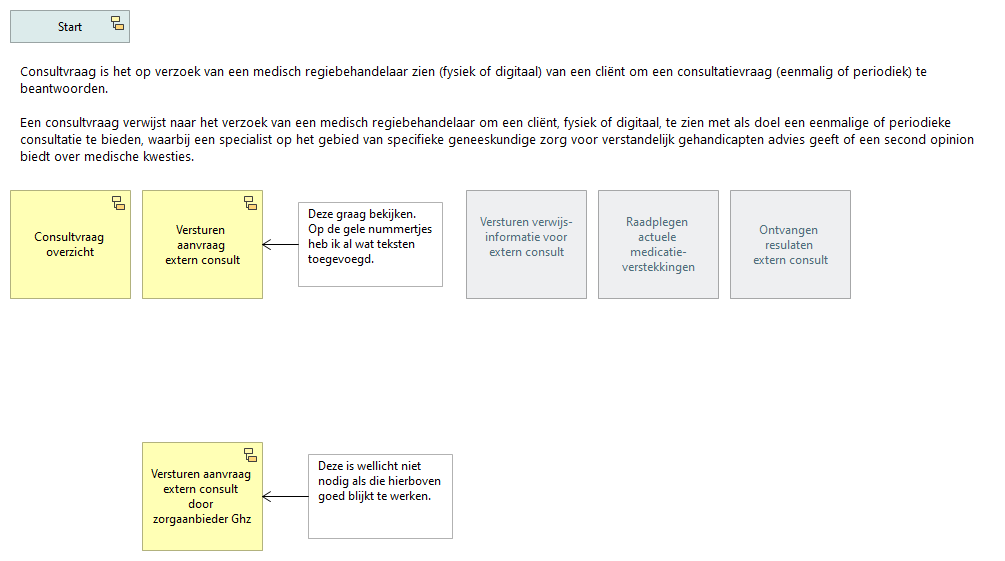 Start
Consultvraag is het op verzoek van een medisch regiebehandelaar zien (fysiek of digitaal) van een cliënt om een consultatievraag (eenmalig of periodiek) te
beantwoorden.
Een consultvraag verwijst naar het verzoek van een medisch regiebehandelaar om een cliënt, fysiek of digitaal, te zien met als doel een eenmalige of periodieke
consultatie te bieden, waarbij een specialist op het gebied van specifieke geneeskundige zorg voor verstandelijk gehandicapten advies geeft of een second opinion
biedt over medische kwesties.
Consultvraag
overzicht
Versturen
aanvraag
extern consult
Deze graag bekijken.
Op de gele nummertjes
heb ik al wat teksten
toegevoegd.
Versturen verwijs-
informatie voor
extern consult
Raadplegen
actuele
medicatie-
verstekkingen
Ontvangen
resulaten
extern consult
Versturen aanvraag
extern consult
door
zorgaanbieder Ghz
Deze is wellicht niet
nodig als die hierboven
goed blijkt te werken.